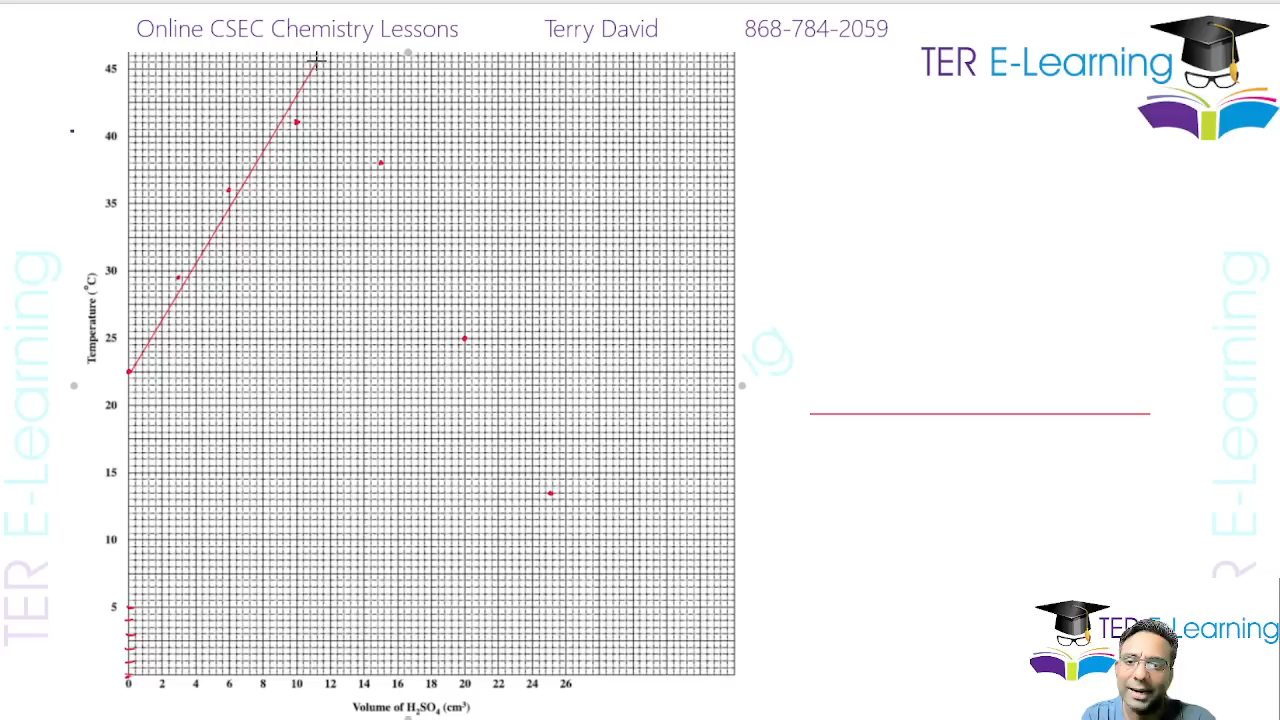 Online CSEC Chemistry Lessons Terry David 868-784-2059
TER E-Learning
45
40
35
30
25
20
15
10
5
Temperature (°C)
0 2 4 6 8 10 12 14 16 18 20 22 24 26
Volume of H₂SO₄ (cm³)
TER E-Learning
ig
E-Learning
TER E-Learning